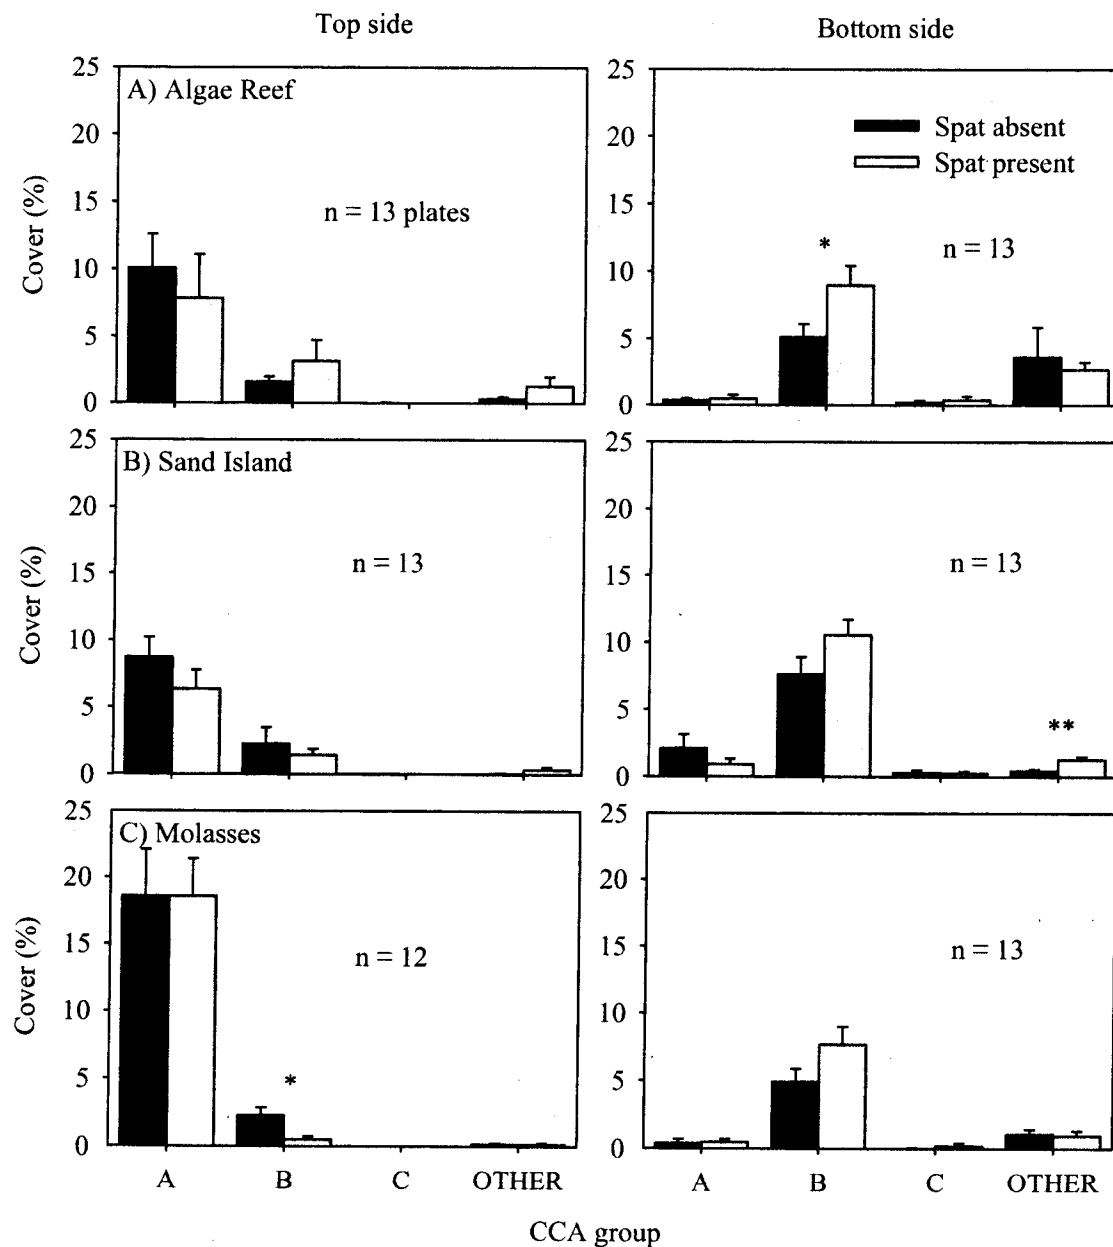 Top side
Bottom side
A) Algae Reef
25
20
15
10
5
0
Cover (%)
n = 13 plates
25
20
15
10
5
0
Spat absent
Spat present
*
n = 13
B) Sand Island
25
20
15
10
5
0
Cover (%)
n = 13
25
20
15
10
5
0
n = 13
**
C) Molasses
25
20
15
10
5
0
Cover (%)
n = 12
*
A B C OTHER
25
20
15
10
5
0
n = 13
A B C OTHER
CCA group